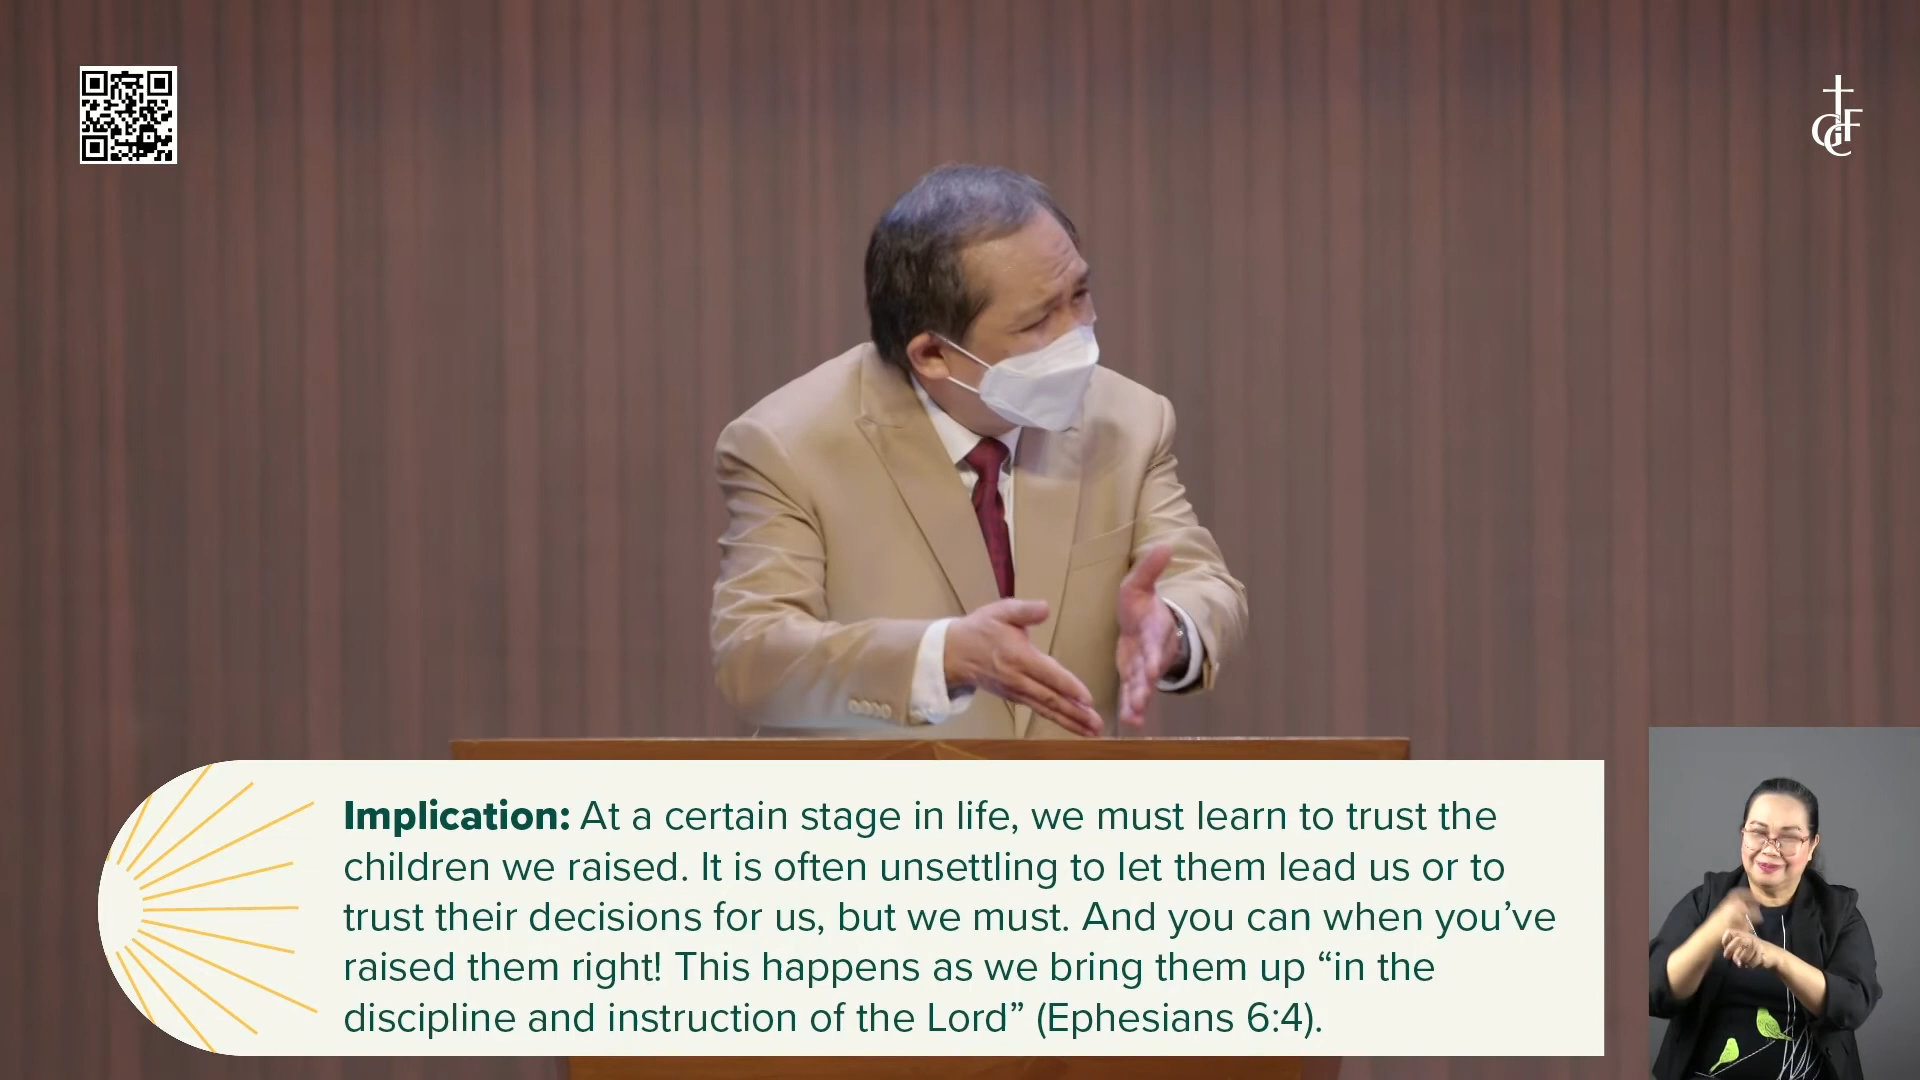 GCF
Implication: At a certain stage in life, we must learn to trust the
children we raised. It is often unsettling to let them lead us or to
trust their decisions for us, but we must. And you can when you’ve
raised them right! This happens as we bring them up “in the
discipline and instruction of the Lord” (Ephesians 6:4).